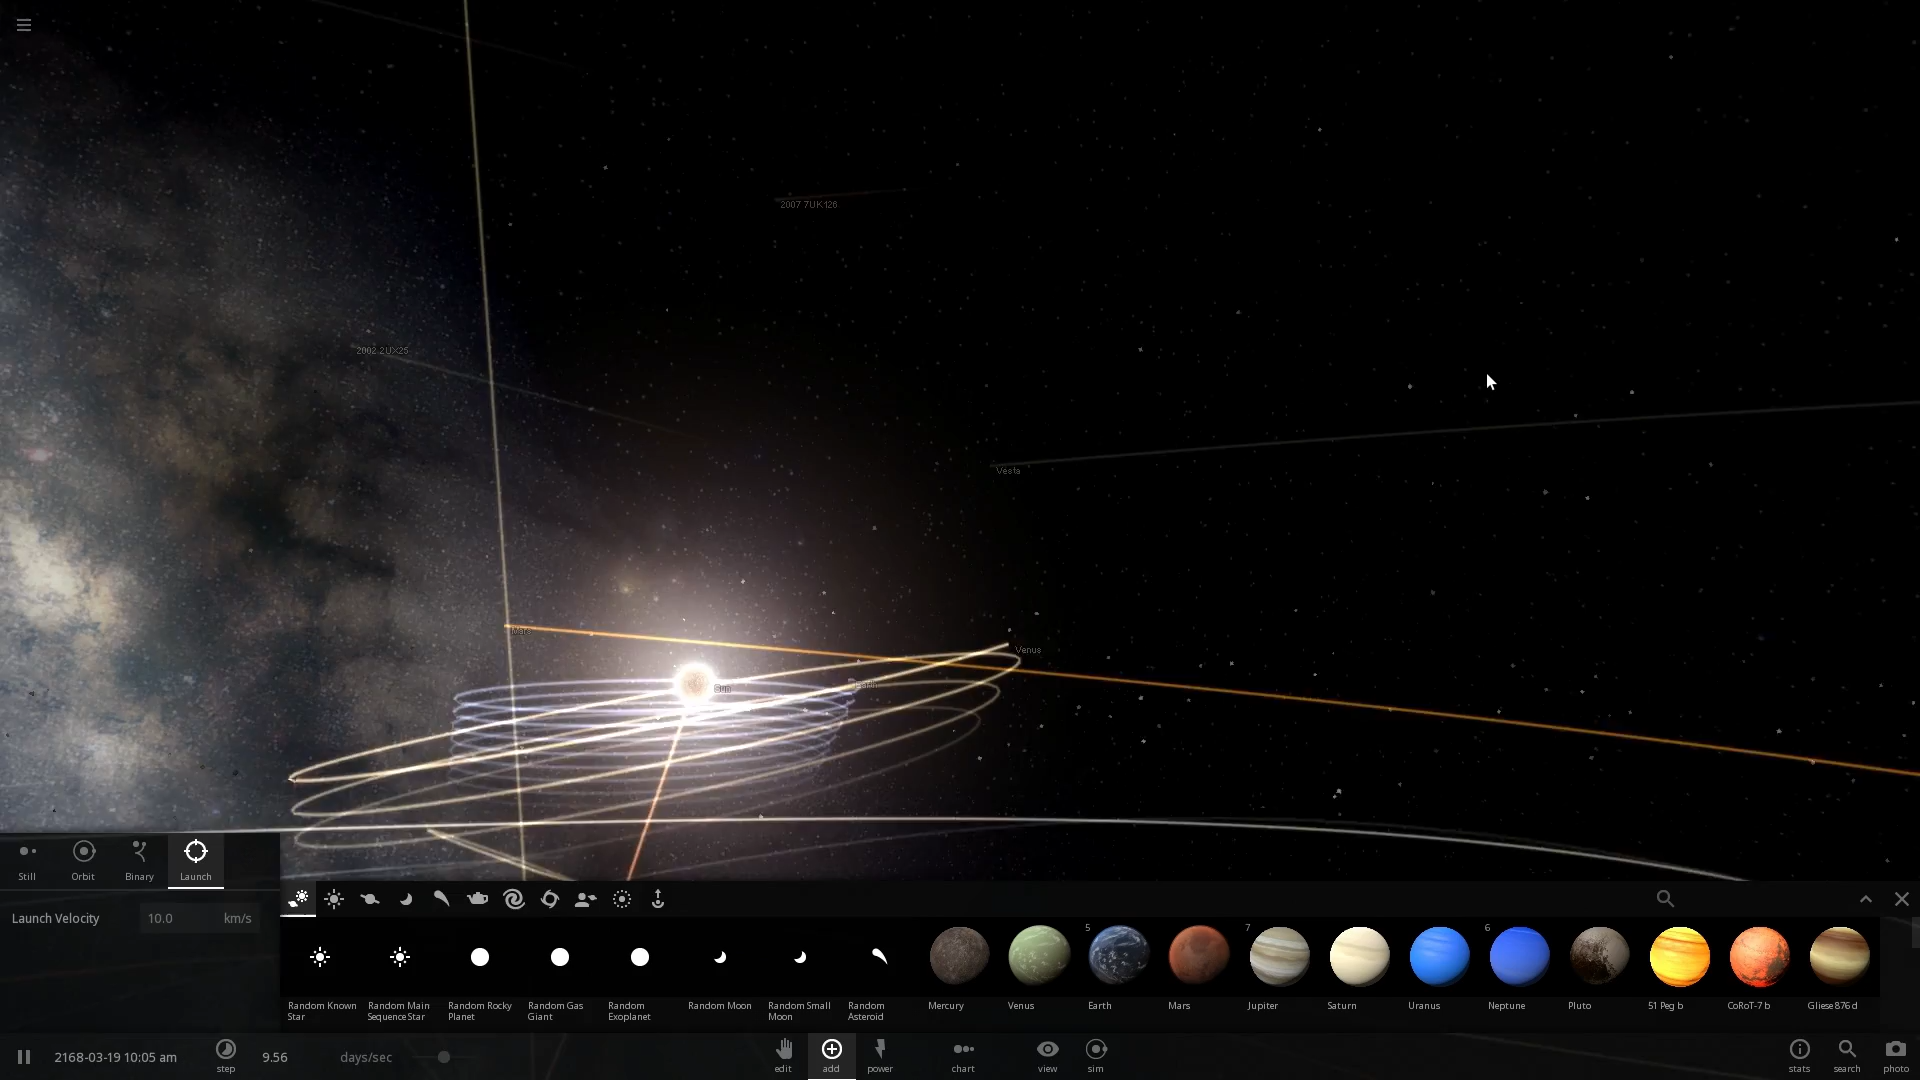 2007 7UK126
2002 2UX25
Vesta
Mars
Venus
Sun
Earth
Still
Orbit
Binary
Launch
Launch Velocity
10.0
km/s
5
7
6
Random Known
Star
Random Main
Sequence Star
Random Rocky
Planet
Random Gas
Giant
Random
Exoplanet
Random Moon
Random Small
Moon
Random
Asteroid
Mercury
Venus
Earth
Mars
Jupiter
Saturn
Uranus
Neptune
Pluto
51 Peg b
CoRoT-7 b
Gliese 876 d
2168-03-19 10:05 am
step
9.56
days/sec
edit
add
power
chart
view
sim
stats
search
photo